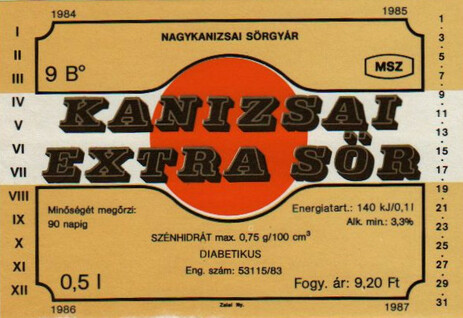 1984 1985
NAGYKANIZSAI SÖRGYÁR
9 B°
MSZ
KANIZSAI
EXTRA SÖR
Minőségét megőrzi:
90 napig
Energiatart.: 140 kJ/0,1 l
Alk. min.: 3,3%
SZÉNHIDRÁT max. 0,75 g/100 cm³
DIABETIKUS
Eng. szám: 53115/83
0,5 l
Fogy. ár: 9,20 Ft
1986 1987
Zalai Ny.
I
II
III
IV
V
VI
VII
VIII
IX
X
XI
XII
1
3
5
7
9
11
13
15
17
19
21
23
25
27
29
31